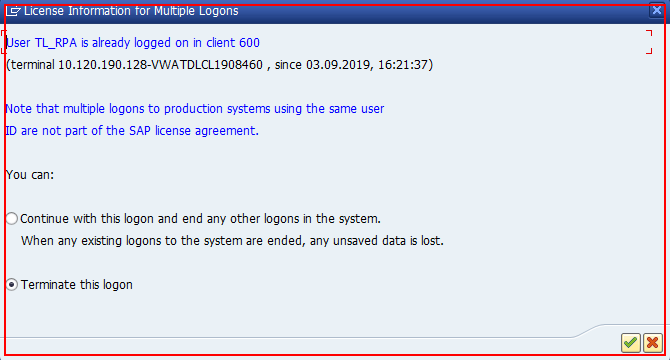 License Information for Multiple Logons
User TL_RPA is already logged on in client 600
(terminal 10.120.190.128-VWATDLCL1908460 , since 03.09.2019, 16:21:37)
Note that multiple logons to production systems using the same user
ID are not part of the SAP license agreement.
You can:
Continue with this logon and end any other logons in the system.
When any existing logons to the system are ended, any unsaved data is lost.
Terminate this logon